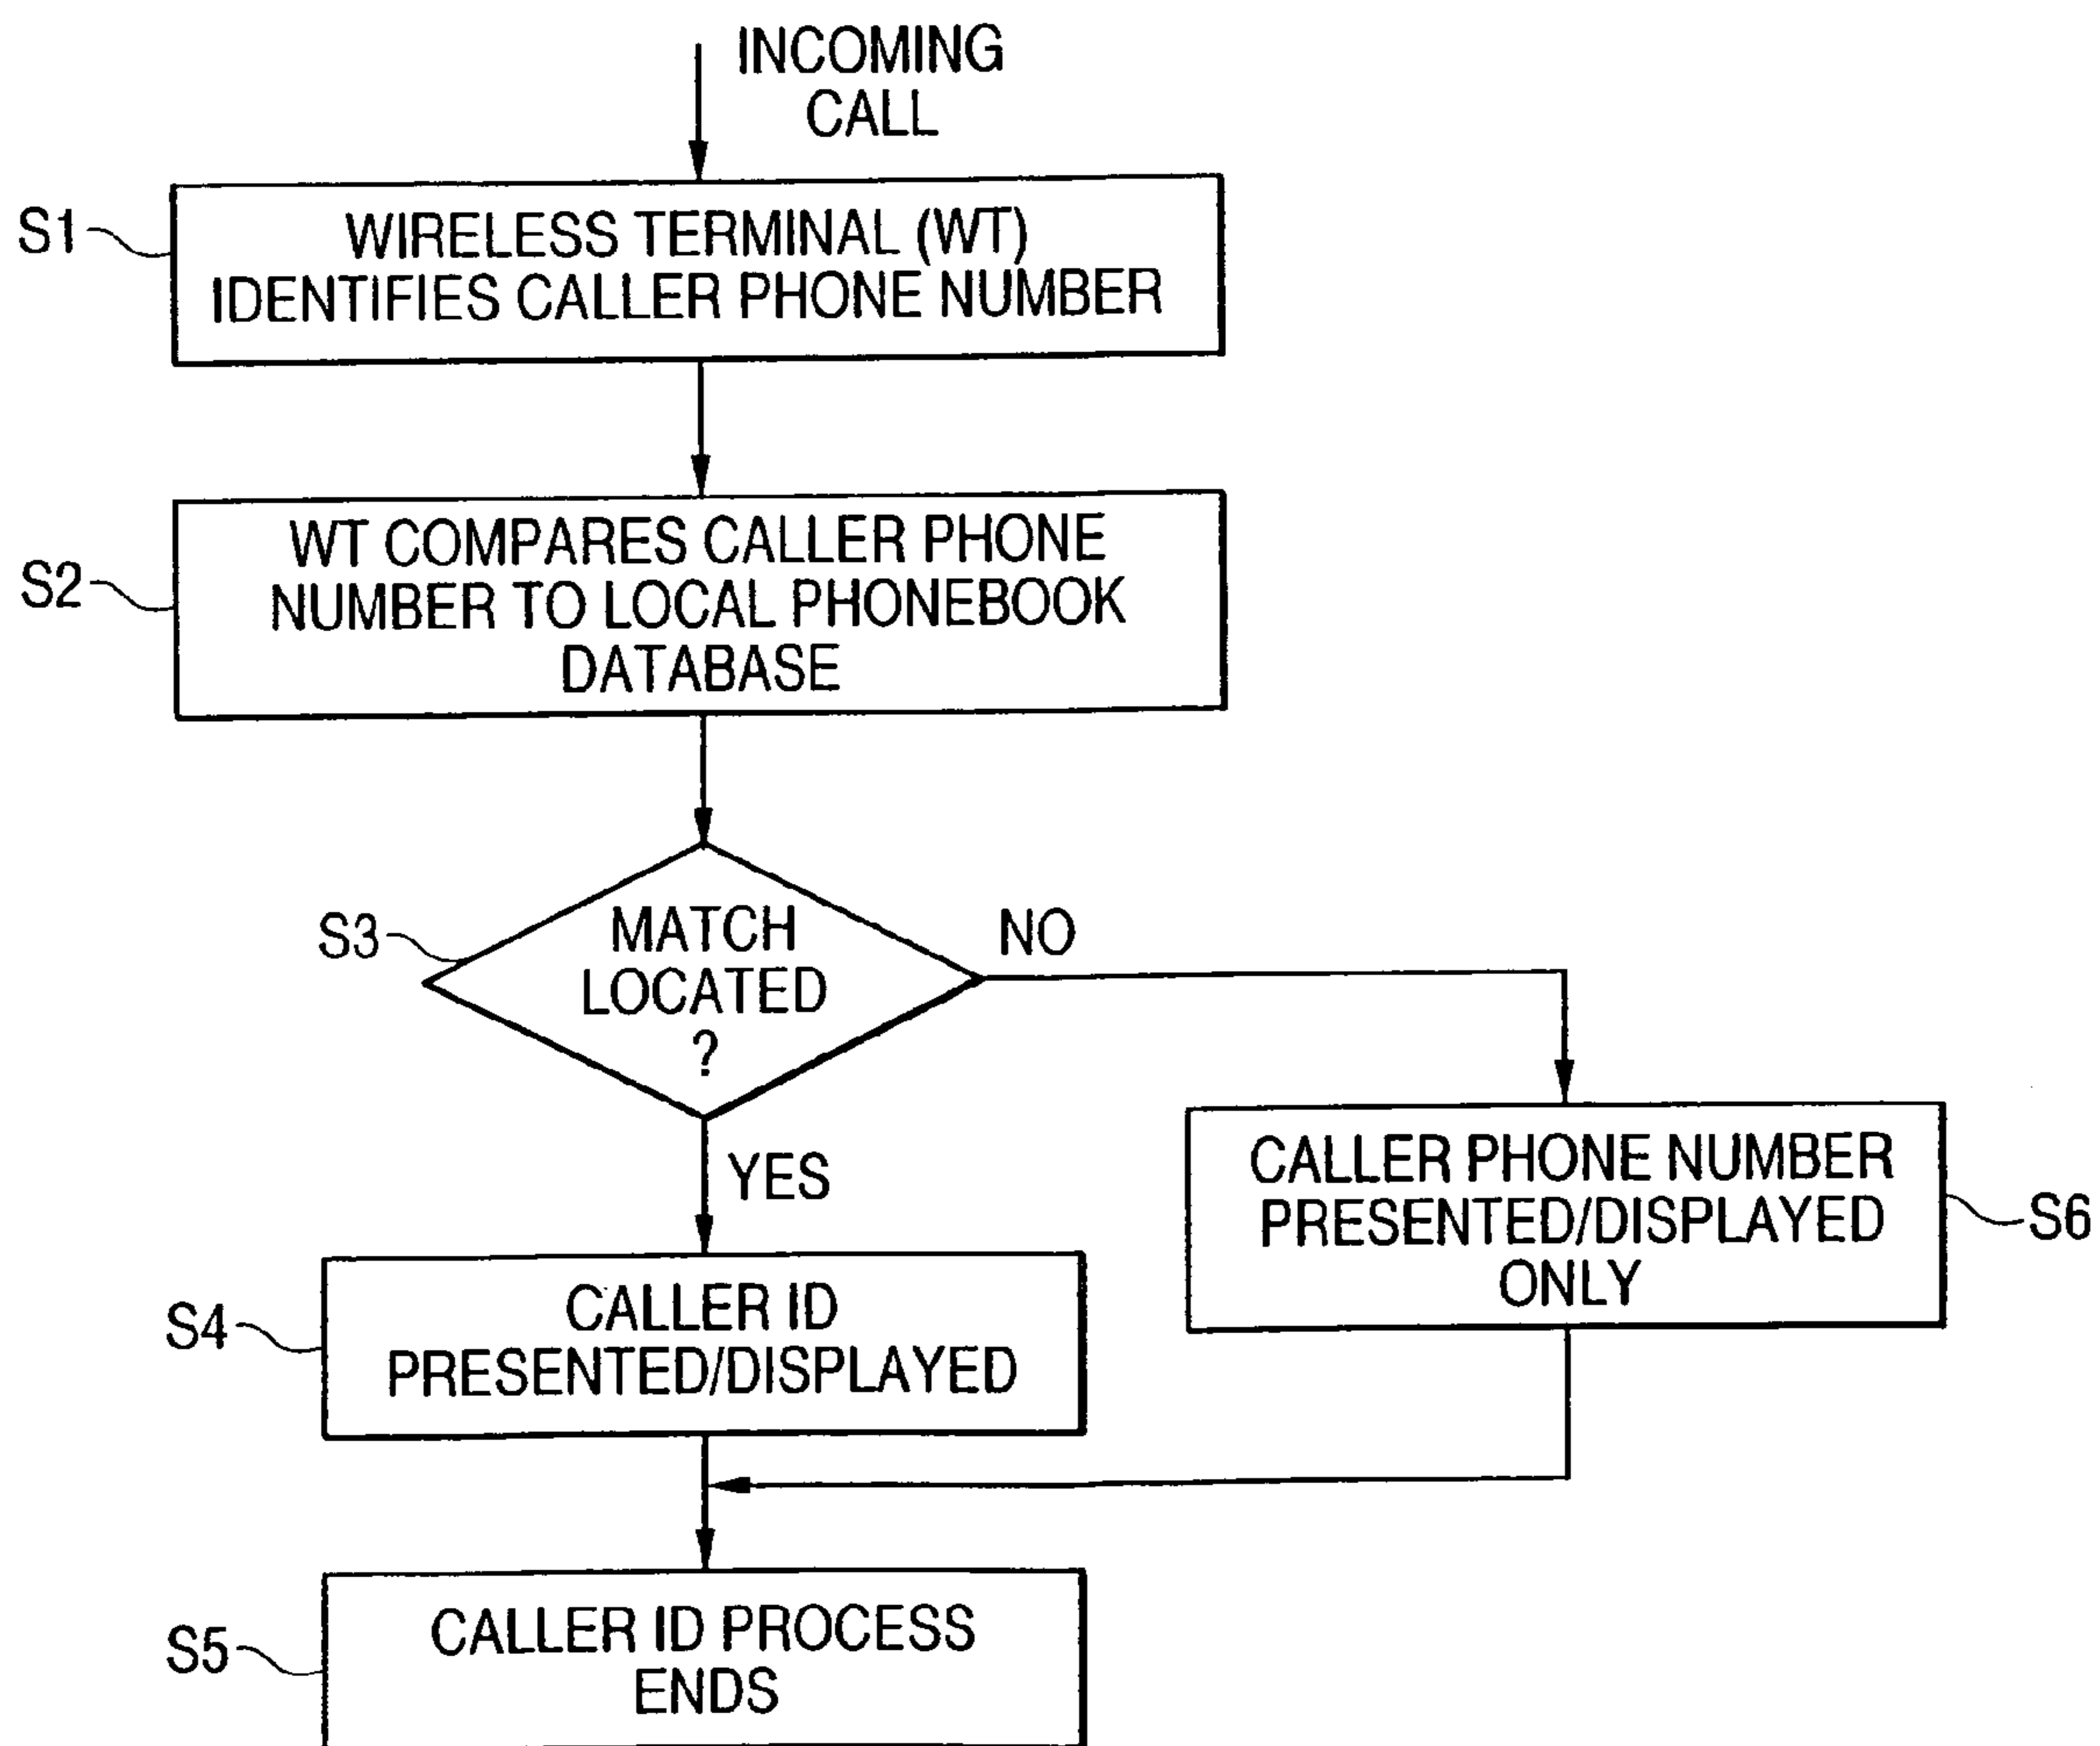 INCOMING
CALL
S1
WIRELESS TERMINAL (WT)
IDENTIFIES CALLER PHONE NUMBER
S2
WT COMPARES CALLER PHONE
NUMBER TO LOCAL PHONEBOOK
DATABASE
S3
MATCH
LOCATED
?
NO
YES
CALLER PHONE NUMBER
PRESENTED/DISPLAYED
ONLY
S6
S4
CALLER ID
PRESENTED/DISPLAYED
S5
CALLER ID PROCESS
ENDS